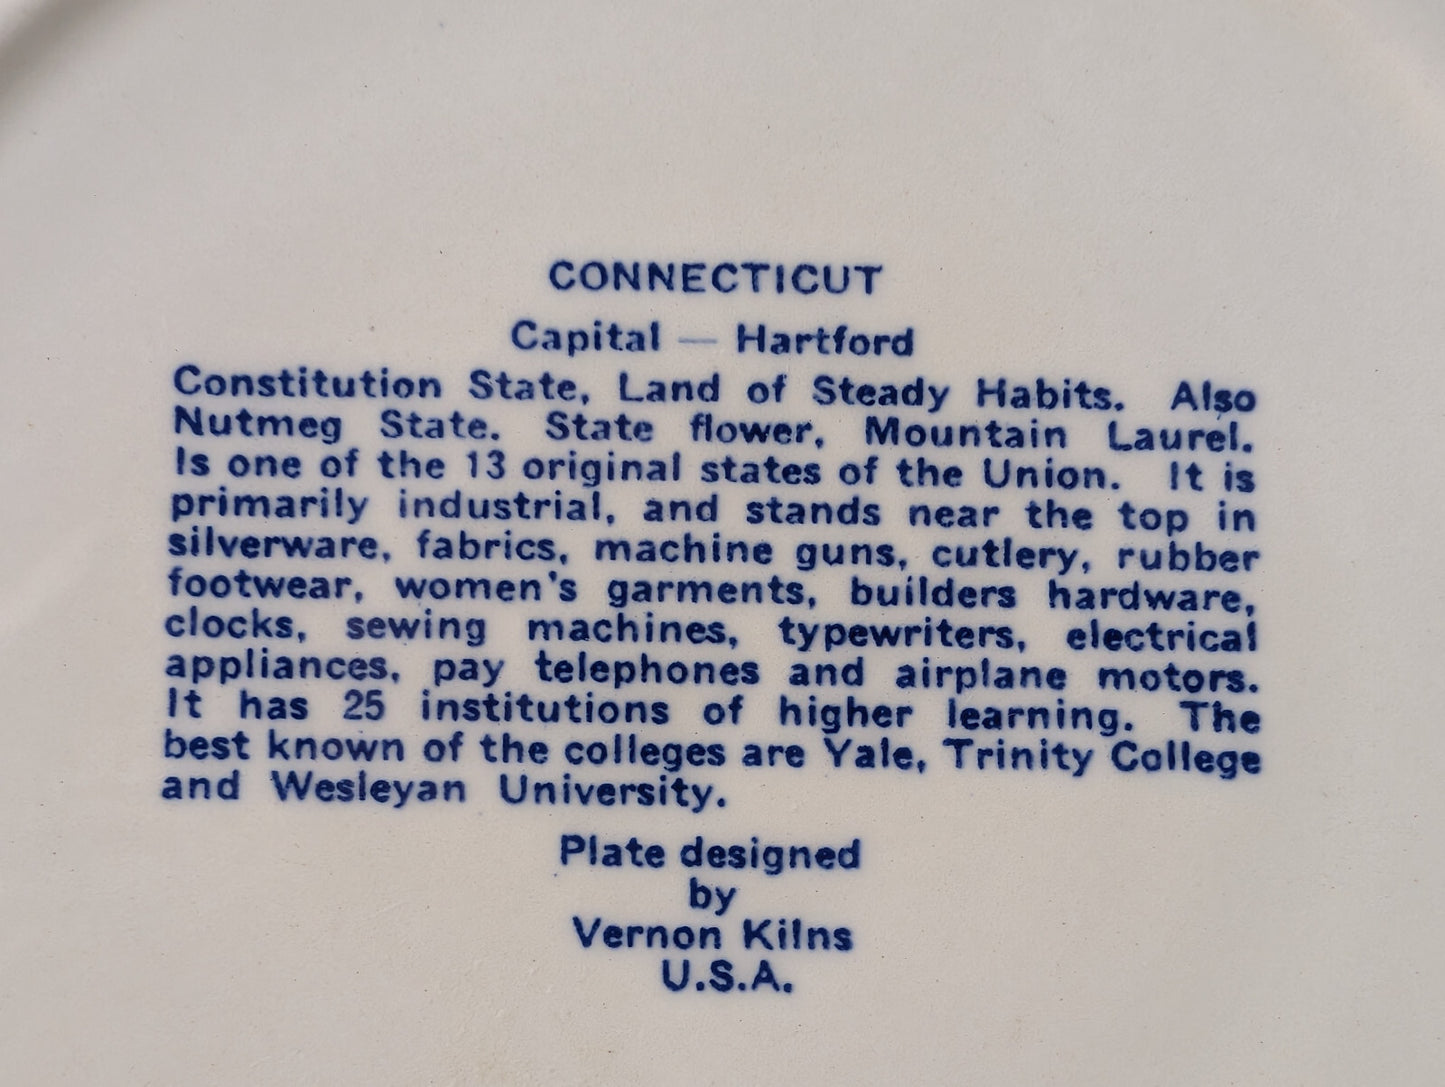 CONNECTICUT
Capital — Hartford
Constitution State, Land of Steady Habits. Also
Nutmeg State. State flower, Mountain Laurel.
Is one of the 13 original states of the Union. It is
primarily industrial, and stands near the top in
silverware, fabrics, machine guns, cutlery, rubber
footwear, women's garments, builders hardware,
clocks, sewing machines, typewriters, electrical
appliances, pay telephones and airplane motors.
It has 25 institutions of higher learning. The
best known of the colleges are Yale, Trinity College
and Wesleyan University.
Plate designed
by
Vernon Kilns
U.S.A.